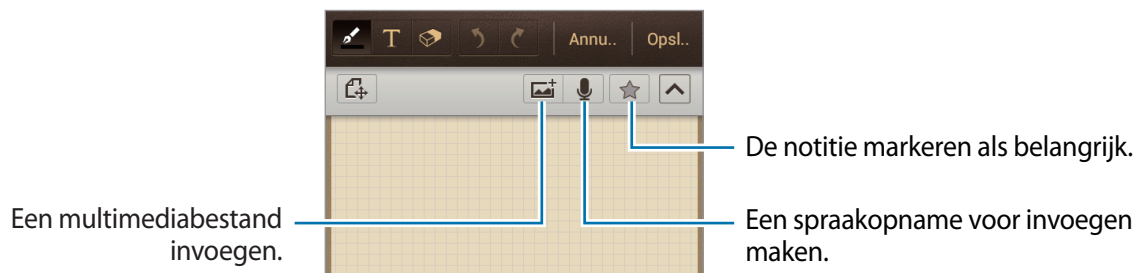 T Annu.. Opsl..
De notitie markeren als belangrijk.
Een multimediabestand
invoegen.
Een spraakopname voor invoegen
maken.